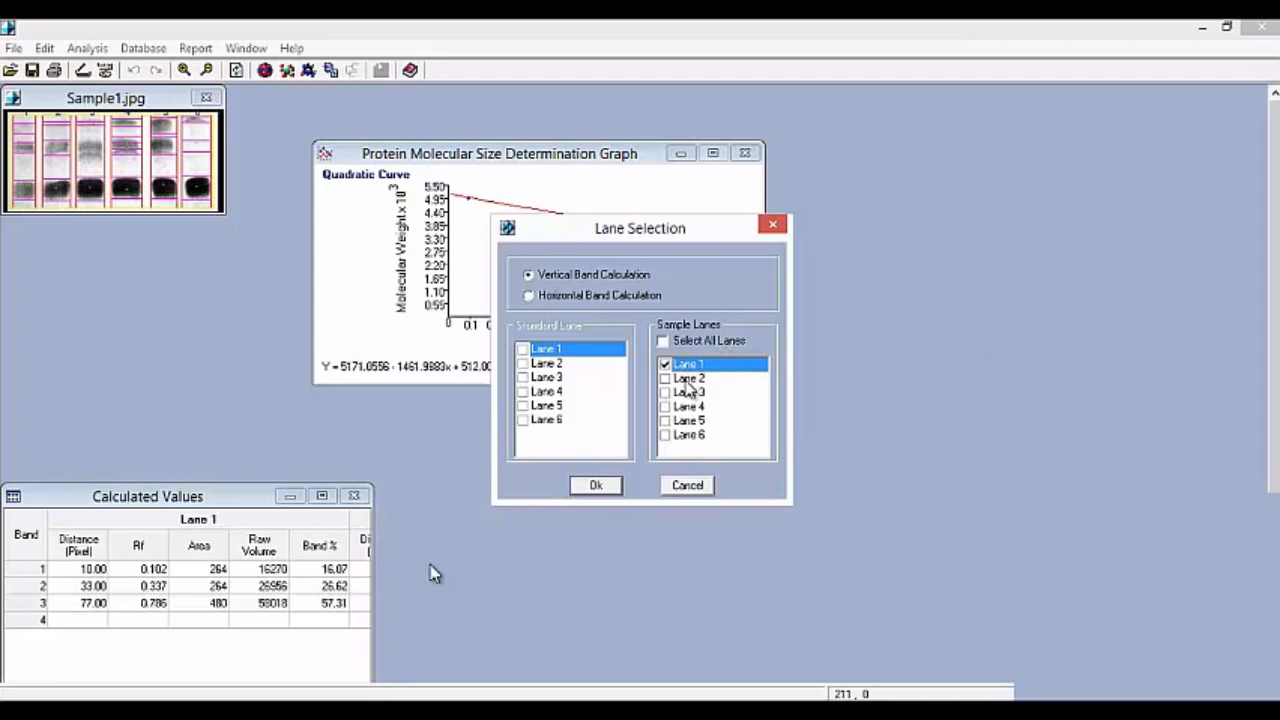 File Edit Analysis Database Report Window Help
Sample1.jpg
Protein Molecular Size Determination Graph
Quadratic Curve
Molecular Weight x 10^3
5.50
4.95
4.40
3.85
3.30
2.75
2.20
1.65
1.10
0.55
0 0.1
Y = 5171.0556 - 1461.9883x + 512.00
Lane Selection
Vertical Band Calculation
Horizontal Band Calculation
Standard Lane
Lane 1
Lane 2
Lane 3
Lane 4
Lane 5
Lane 6
Sample Lanes
Select All Lanes
Lane 1
Lane 2
Lane 3
Lane 4
Lane 5
Lane 6
Ok Cancel
Calculated Values
Lane 1
Band Distance (Pixel) Rf Area Raw Volume Band %
1 10.00 0.102 264 16270 16.07
2 33.00 0.337 264 26956 26.62
3 77.00 0.786 480 58018 57.31
4
211, 0